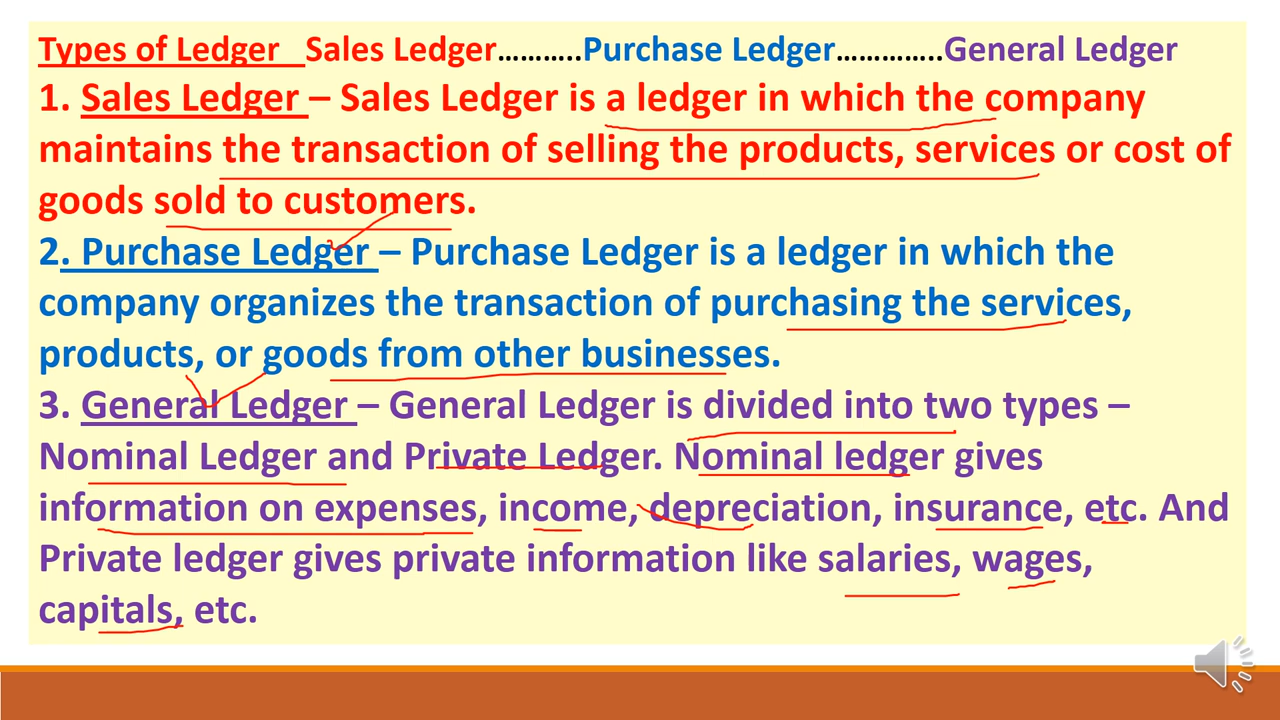 Types of Ledger Sales Ledger………..Purchase Ledger…………..General Ledger
1. Sales Ledger – Sales Ledger is a ledger in which the company
maintains the transaction of selling the products, services or cost of
goods sold to customers.
2. Purchase Ledger – Purchase Ledger is a ledger in which the
company organizes the transaction of purchasing the services,
products, or goods from other businesses.
3. General Ledger – General Ledger is divided into two types –
Nominal Ledger and Private Ledger. Nominal ledger gives
information on expenses, income, depreciation, insurance, etc. And
Private ledger gives private information like salaries, wages,
capitals, etc.